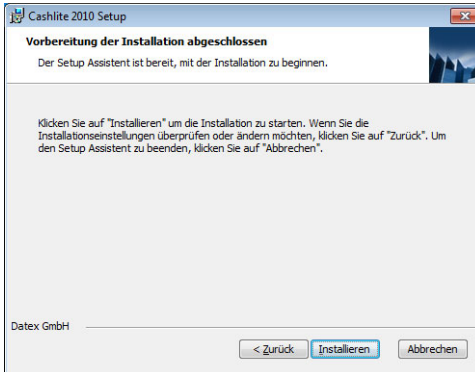 Cashlite 2010 Setup
Vorbereitung der Installation abgeschlossen
Der Setup Assistent ist bereit, mit der Installation zu beginnen.
Klicken Sie auf "Installieren" um die Installation zu starten. Wenn Sie die
Installationseinstellungen überprüfen oder ändern möchten, klicken Sie auf "Zurück". Um
den Setup Assistent zu beenden, klicken Sie auf "Abbrechen".
Datex GmbH
< Zurück Installieren Abbrechen